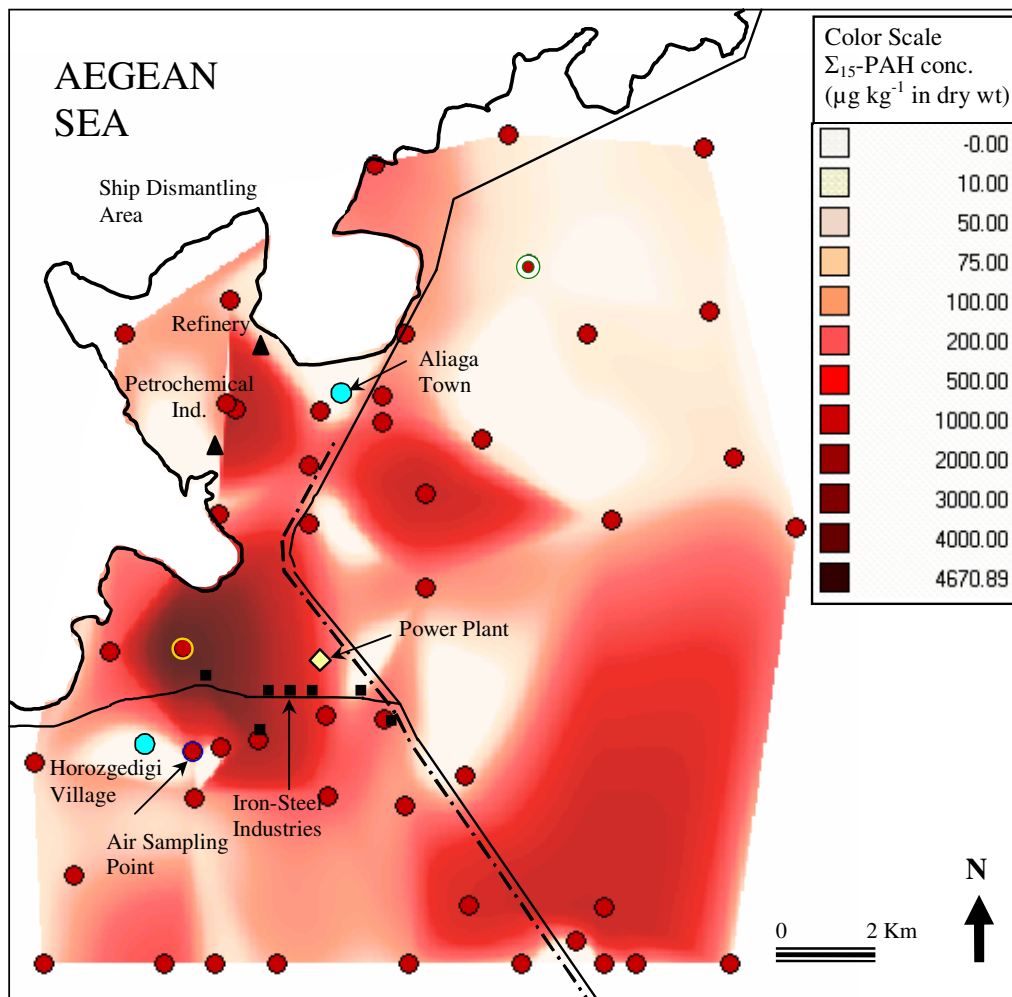 AEGEAN
SEA
Ship Dismantling
Area
Refinery
Petrochemical
Ind.
Aliaga
Town
Power Plant
Horozgedigi
Village
Air Sampling
Point
Iron-Steel
Industries
Color Scale
Σ₁₅-PAH conc.
(µg kg⁻¹ in dry wt)
-0.00
10.00
50.00
75.00
100.00
200.00
500.00
1000.00
2000.00
3000.00
4000.00
4670.89
N
0 2 Km